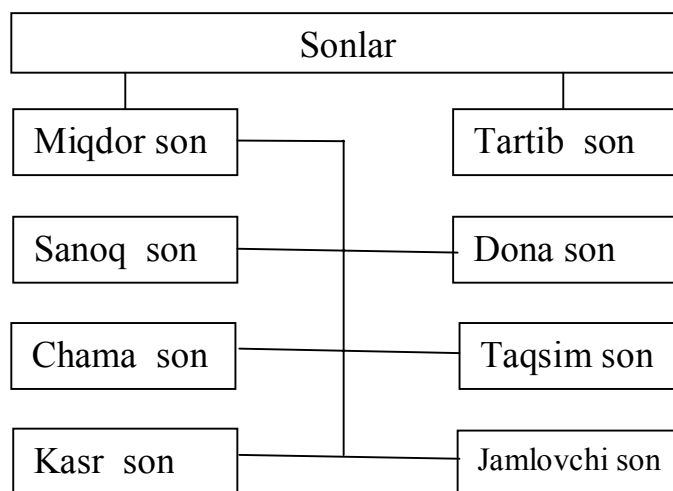 Sonlar
Miqdor son
Tartib son
Sanoq son
Dona son
Chama son
Taqsim son
Kasr son
Jamlovchi son